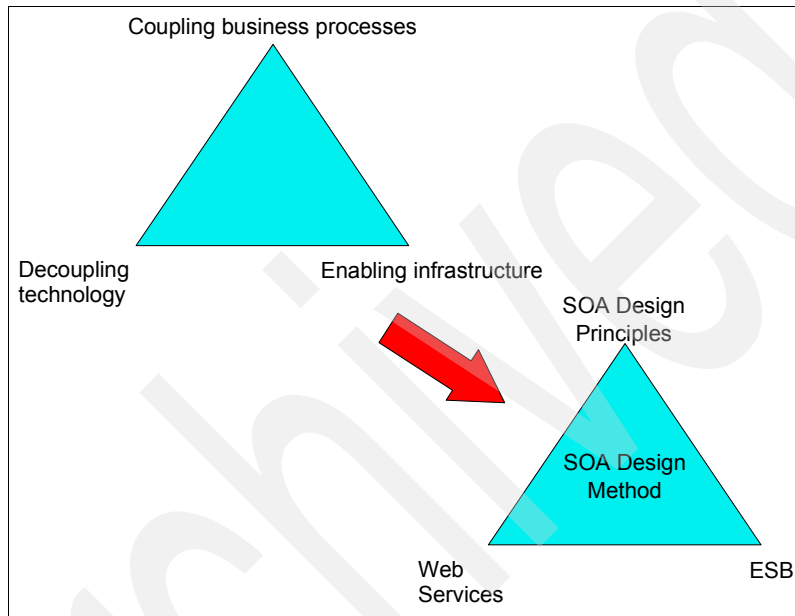 Coupling business processes
Decoupling
technology
Enabling infrastructure
SOA Design
Principles
SOA Design
Method
Web
Services
ESB